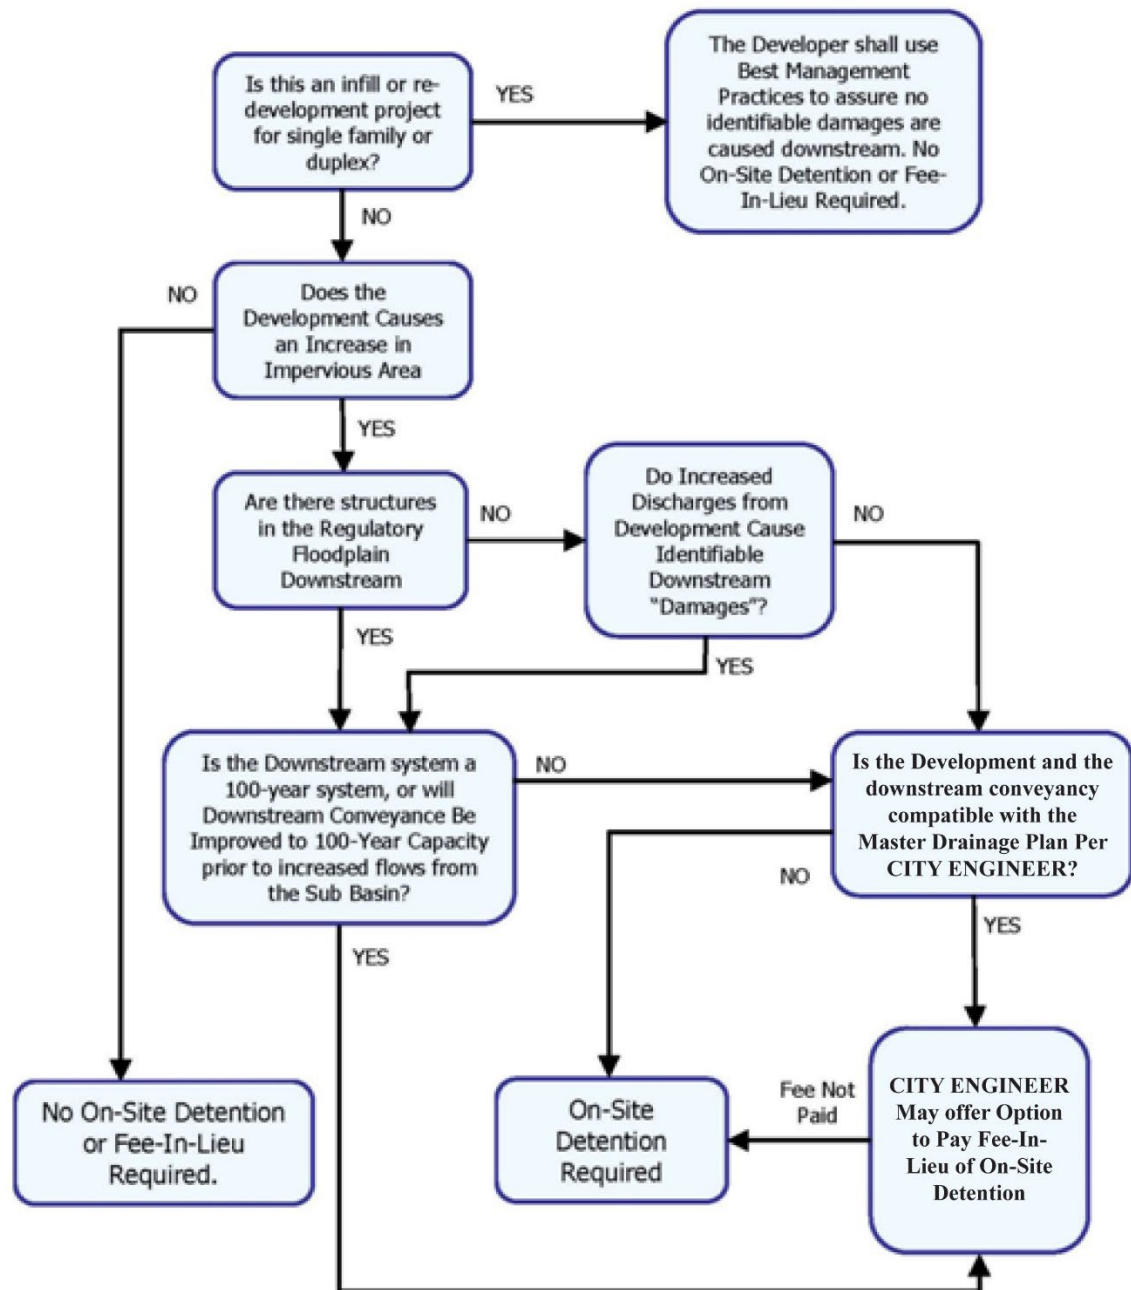 Is this an infill or re-
development project
for single family or
duplex?
YES
The Developer shall use
Best Management
Practices to assure no
identifiable damages are
caused downstream. No
On-Site Detention or Fee-
In-Lieu Required.
NO
NO
Does the
Development Causes
an Increase in
Impervious Area
YES
Are there structures
in the Regulatory
Floodplain
Downstream
NO
Do Increased
Discharges from
Development Cause
Identifiable
Downstream
“Damages”?
NO
YES
YES
Is the Downstream system a
100-year system, or will
Downstream Conveyance Be
Improved to 100-Year Capacity
prior to increased flows from
the Sub Basin?
NO
Is the Development and the
downstream conveyancy
compatible with the
Master Drainage Plan Per
CITY ENGINEER?
NO
YES
YES
No On-Site Detention
or Fee-In-Lieu
Required.
On-Site
Detention
Required
Fee Not
Paid
CITY ENGINEER
May offer Option
to Pay Fee-In-
Lieu of On-Site
Detention